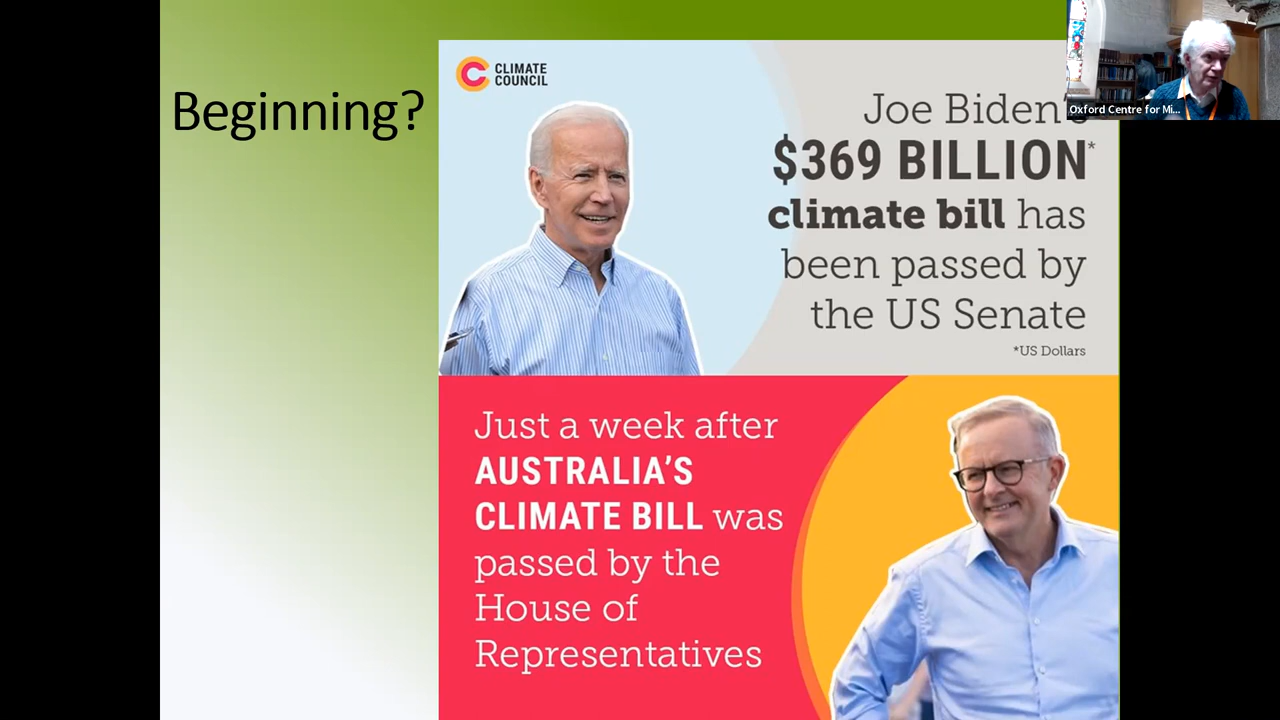 Beginning?
CLIMATE
COUNCIL
Joe Biden's
$369 BILLION*
climate bill has
been passed by
the US Senate
*US Dollars
Just a week after
AUSTRALIA'S
CLIMATE BILL was
passed by the
House of
Representatives
Oxford Centre for Mi...